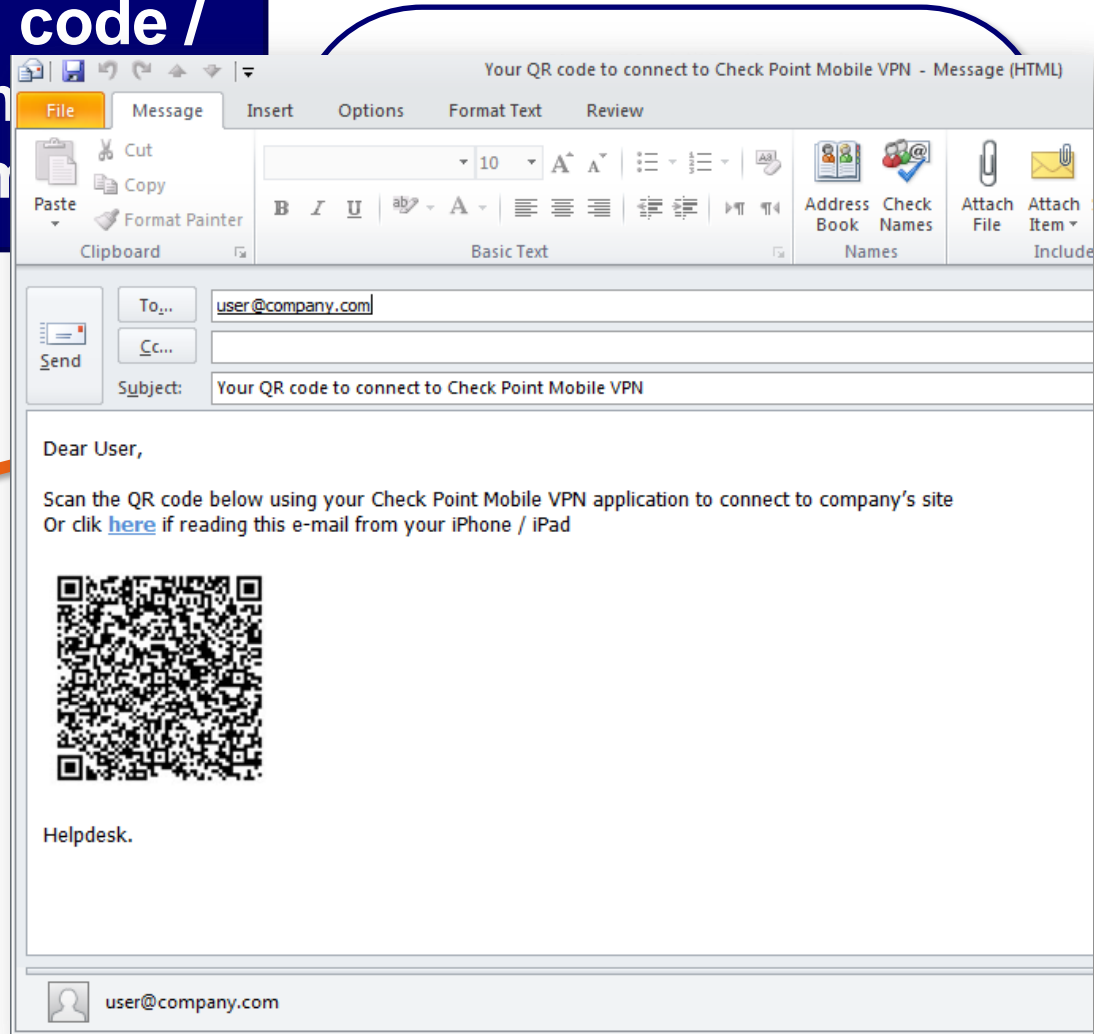 code /
Your QR code to connect to Check Point Mobile VPN - Message (HTML)
File Message Insert Options Format Text Review
Cut
Copy
Paste
Format Painter
Clipboard
10
B I U
Basic Text
Address Book
Check Names
Names
Attach File
Attach Item
Include
Send
To...
user@company.com
Cc...
Subject:
Your QR code to connect to Check Point Mobile VPN
Dear User,
Scan the QR code below using your Check Point Mobile VPN application to connect to company's site
Or clik here if reading this e-mail from your iPhone / iPad
Helpdesk.
user@company.com